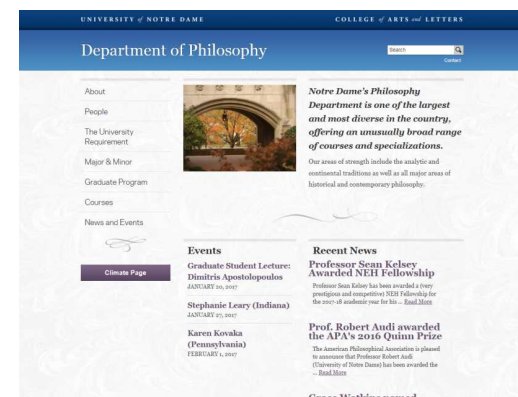 UNIVERSITY of NOTRE DAME
COLLEGE of ARTS and LETTERS
Department of Philosophy
Search
Contact
About
People
The University
Requirement
Major & Minor
Graduate Program
Courses
News and Events
Climate Page
Notre Dame's Philosophy
Department is one of the largest
and most diverse in the country,
offering an unusually broad range
of courses and specializations.
Our areas of strength include the analytic and
continental traditions as well as all major areas of
historical and contemporary philosophy.
Events
Graduate Student Lecture:
Dimitris Apostolopoulos
JANUARY 20, 2017
Stephanie Leary (Indiana)
JANUARY 27, 2017
Karen Kovaka
(Pennsylvania)
FEBRUARY 1, 2017
Recent News
Professor Sean Kelsey
Awarded NEH Fellowship
Professor Sean Kelsey has been awarded a (very
prestigious and competitive) NEH Fellowship for
the 2017-18 academic year for his ... Read More
Prof. Robert Audi awarded
the APA's 2016 Quinn Prize
The American Philosophical Association is pleased
to announce that Professor Robert Audi
(University of Notre Dame) has been awarded the
... Read More